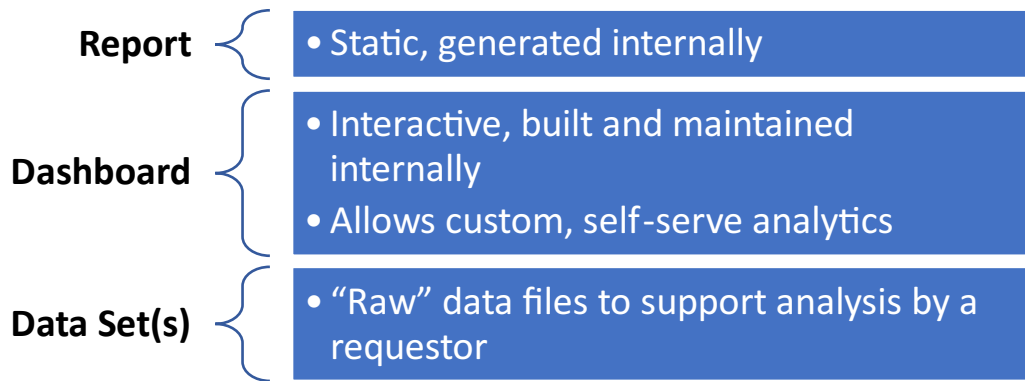 Report
• Static, generated internally
Dashboard
• Interactive, built and maintained
internally
• Allows custom, self-serve analytics
Data Set(s)
• “Raw” data files to support analysis by a
requestor